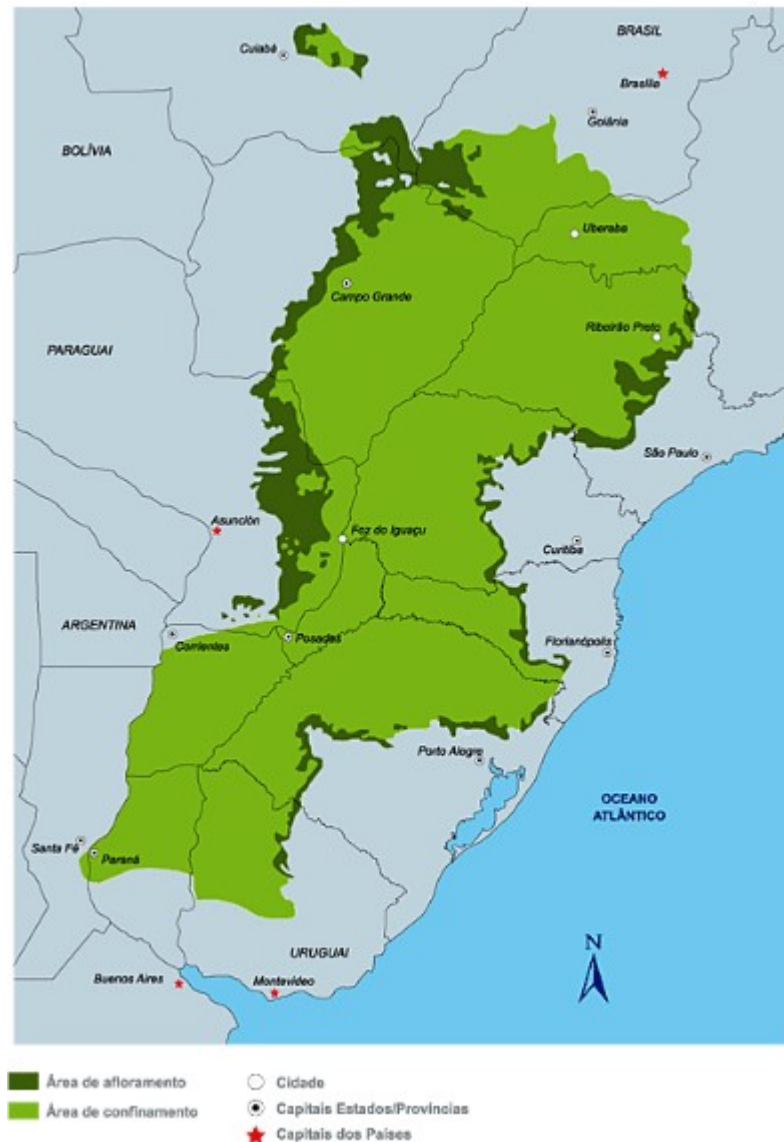 BRASIL
Cuiabá
Brasília
Goiânia
BOLÍVIA
Uberaba
Campo Grande
Ribeirão Preto
PARAGUAI
São Paulo
Asunción
Foz do Iguaçu
Curitiba
ARGENTINA
Corrientes
Posadas
Florianópolis
Porto Alegre
OCEANO
ATLÂNTICO
Santa Fé
Paraná
N
URUGUAI
Buenos Aires
Montevideo
Área de afloramento
Cidade
Área de confinamento
Capitais Estados/Províncias
Capitais dos Países